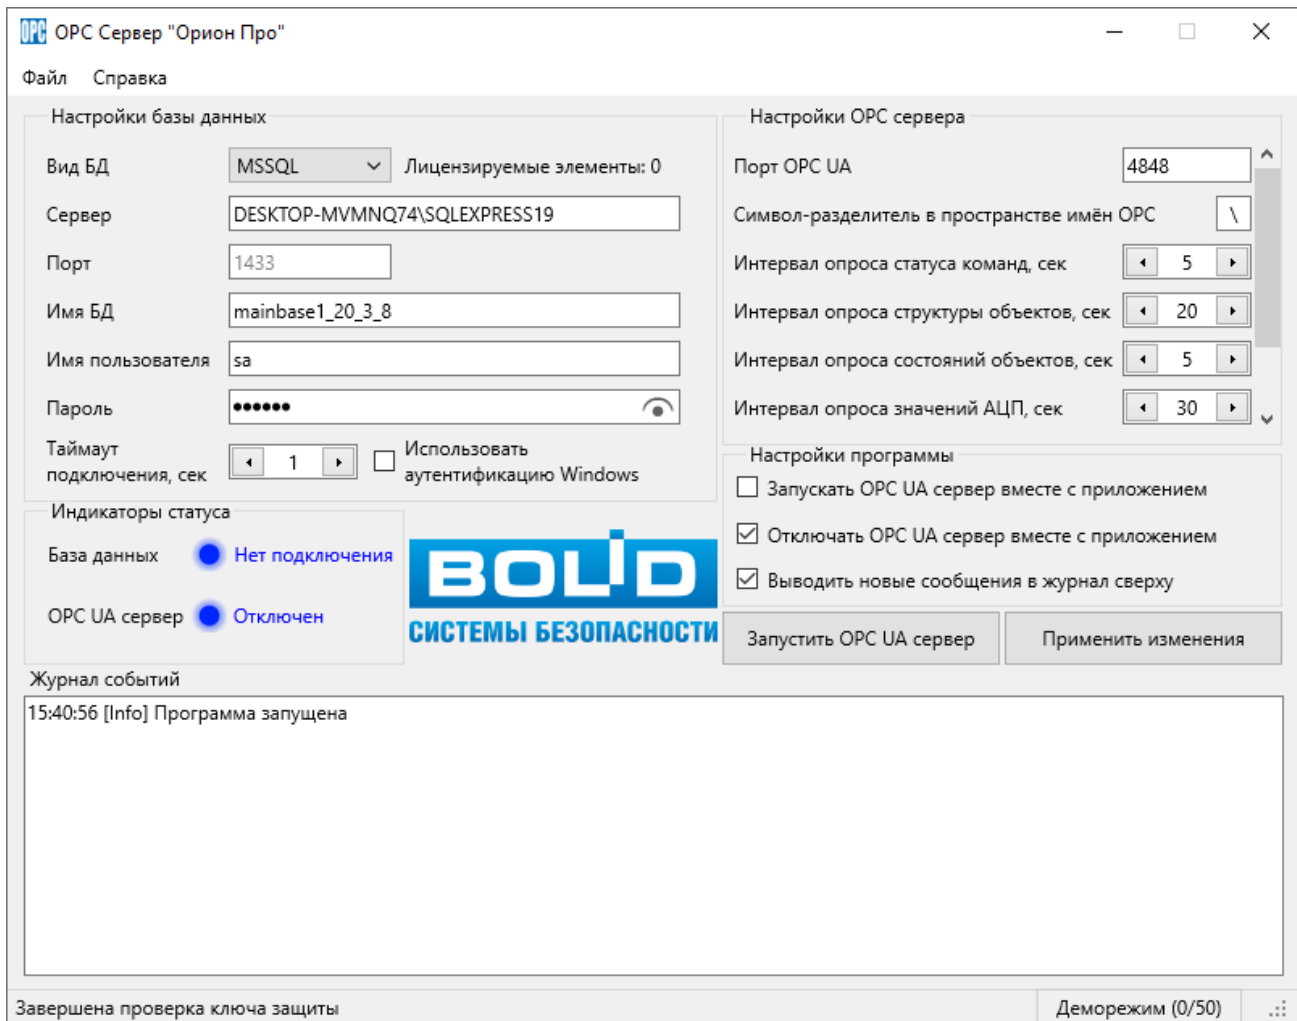 OPC ОРС Сервер "Орион Про"
Файл Справка
Настройки базы данных
Вид БД MSSQL Лицензируемые элементы: 0
Сервер DESKTOP-MVMNQ74\SQLEXPRESS19
Порт 1433
Имя БД mainbase1_20_3_8
Имя пользователя sa
Пароль ••••••
Таймаут
подключения, сек 1 Использовать
аутентификацию Windows
Настройки OPC сервера
Порт OPC UA 4848
Символ-разделитель в пространстве имён OPC \
Интервал опроса статуса команд, сек 5
Интервал опроса структуры объектов, сек 20
Интервал опроса состояний объектов, сек 5
Интервал опроса значений АЦП, сек 30
Настройки программы
Запускать OPC UA сервер вместе с приложением
Отключать OPC UA сервер вместе с приложением
Выводить новые сообщения в журнал сверху
Индикаторы статуса
База данных Нет подключения
OPC UA сервер Отключен
BOLID
СИСТЕМЫ БЕЗОПАСНОСТИ
Запустить OPC UA сервер Применить изменения
Журнал событий
15:40:56 [Info] Программа запущена
Завершена проверка ключа защиты Деморежим (0/50)